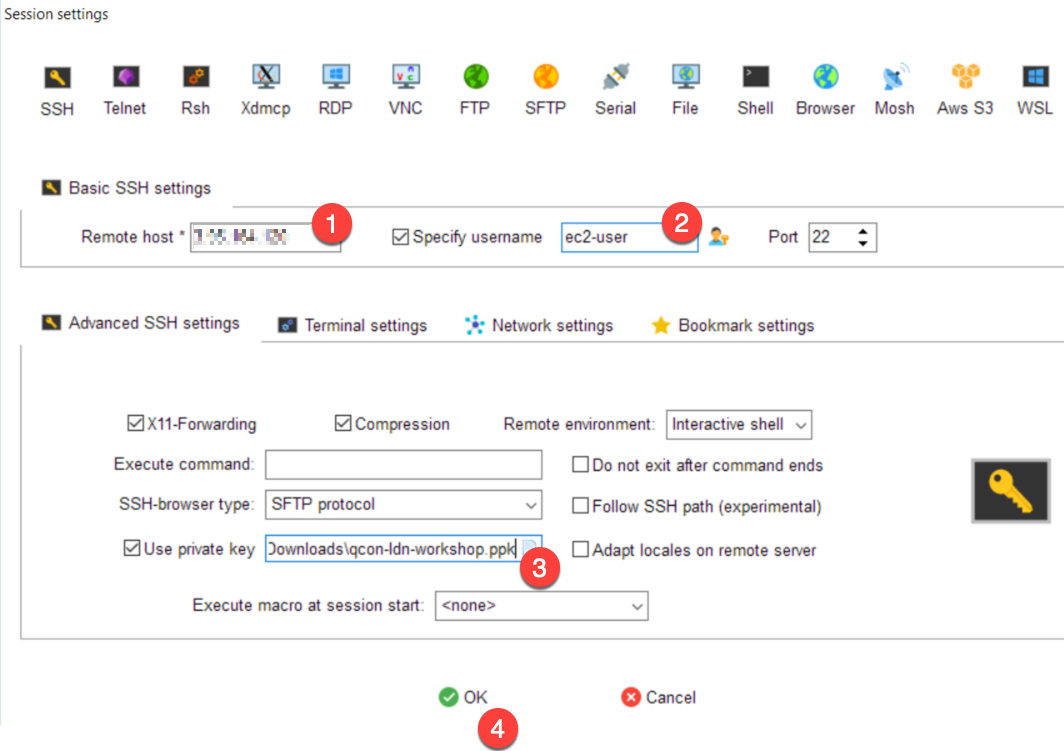 Session settings
SSH Telnet Rsh Xdmcp RDP VNC FTP SFTP Serial File Shell Browser Mosh Aws S3 WSL
Basic SSH settings
Remote host * 1 Specify username ec2-user 2 Port 22
Advanced SSH settings Terminal settings Network settings Bookmark settings
X11-Forwarding Compression Remote environment: Interactive shell
Execute command: Do not exit after command ends
SSH-browser type: SFTP protocol Follow SSH path (experimental)
Use private key Downloads\qcon-ldn-workshop.ppk Adapt locales on remote server
3
Execute macro at session start: <none>
OK Cancel
4